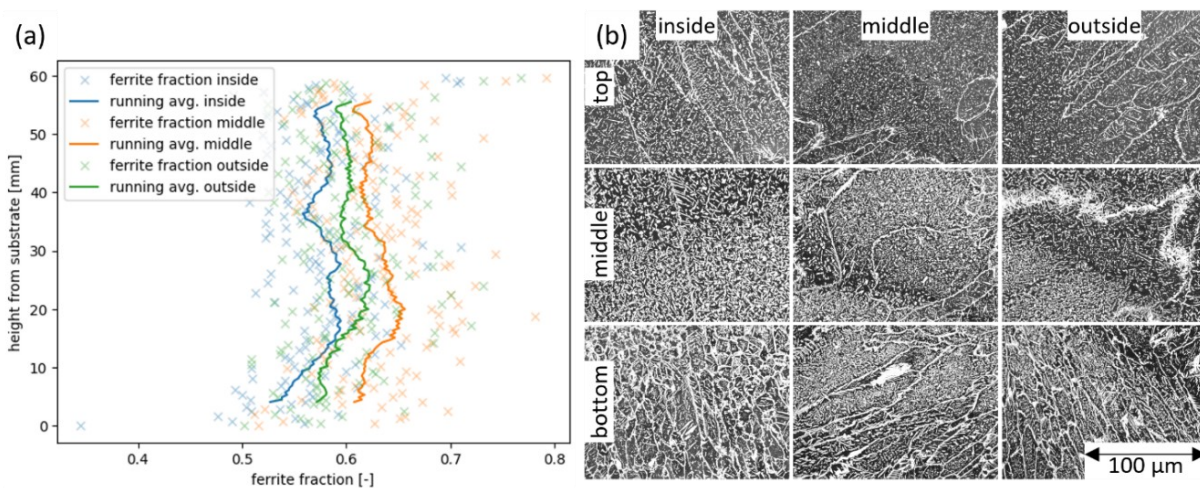 (a)
60
50
40
30
20
10
0
height from substrate [mm]
ferrite fraction inside
running avg. inside
ferrite fraction middle
running avg. middle
ferrite fraction outside
running avg. outside
0.4 0.5 0.6 0.7 0.8
ferrite fraction [-]
(b)
inside middle outside
top
middle
bottom
100 µm